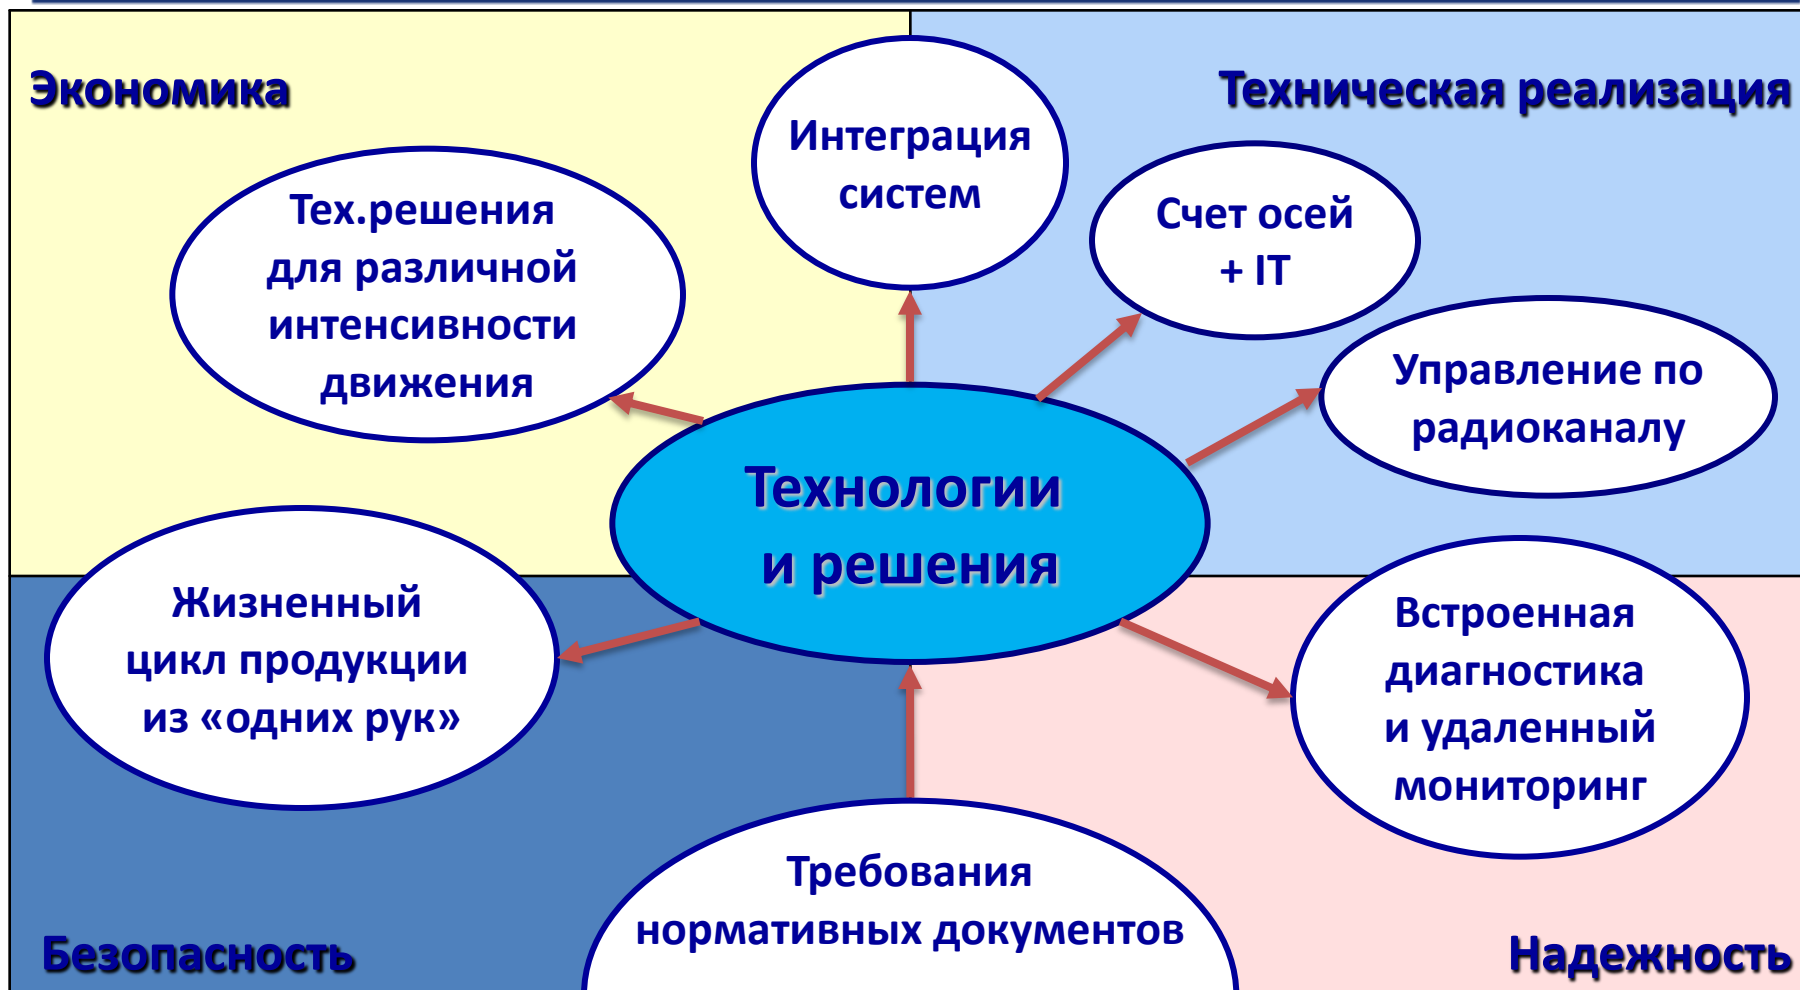 Экономика
Техническая реализация
Интеграция
систем
Счет осей
+ IT
Тех.решения
для различной
интенсивности
движения
Управление по
радиоканалу
Технологии
и решения
Жизненный
цикл продукции
из «одних рук»
Встроенная
диагностика
и удаленный
мониторинг
Требования
нормативных документов
Безопасность
Надежность